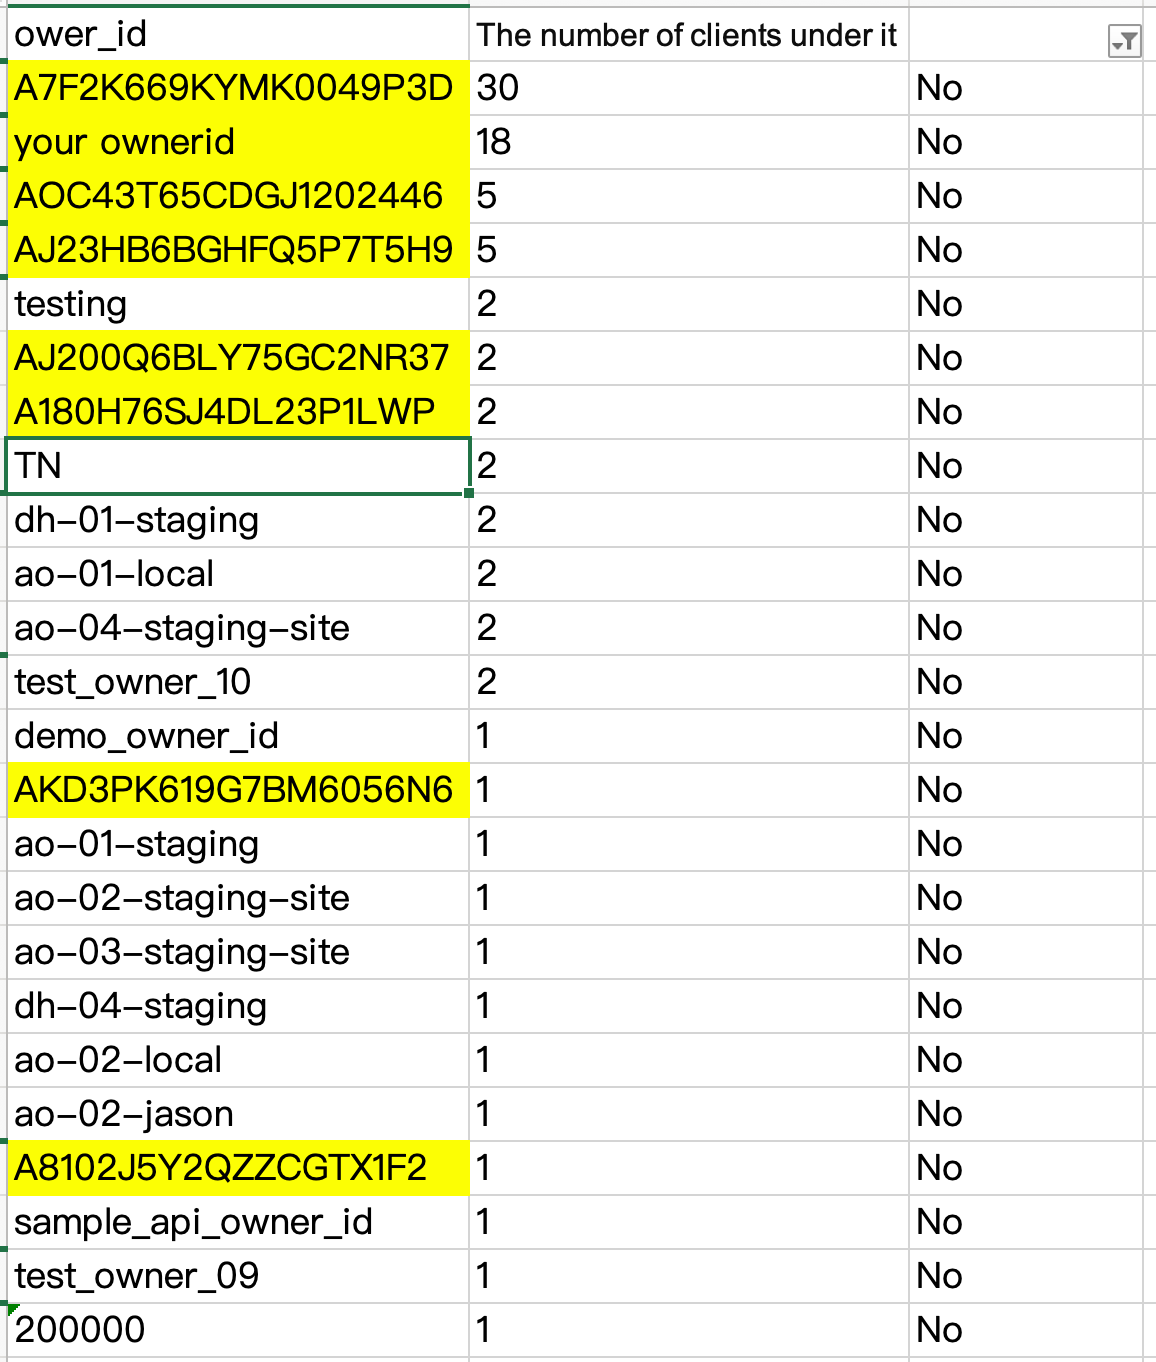 ower_id The number of clients under it
A7F2K669KYMK0049P3D 30 No
your ownerid 18 No
AOC43T65CDGJ1202446 5 No
AJ23HB6BGHFQ5P7T5H9 5 No
testing 2 No
AJ200Q6BLY75GC2NR37 2 No
A180H76SJ4DL23P1LWP 2 No
TN 2 No
dh-01-staging 2 No
ao-01-local 2 No
ao-04-staging-site 2 No
test_owner_10 2 No
demo_owner_id 1 No
AKD3PK619G7BM6056N6 1 No
ao-01-staging 1 No
ao-02-staging-site 1 No
ao-03-staging-site 1 No
dh-04-staging 1 No
ao-02-local 1 No
ao-02-jason 1 No
A8102J5Y2QZZCGTX1F2 1 No
sample_api_owner_id 1 No
test_owner_09 1 No
200000 1 No